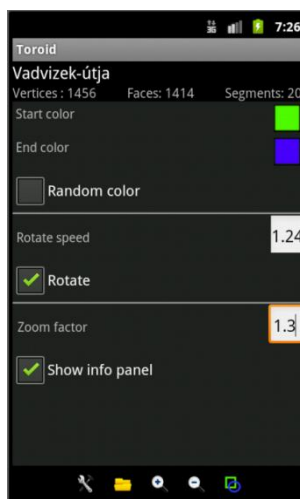 3G 7:26
Toroid
Vadvizek-útja
Vertices : 1456 Faces: 1414 Segments: 20
Start color
End color
Random color
Rotate speed 1.24
Rotate
Zoom factor 1.3
Show info panel